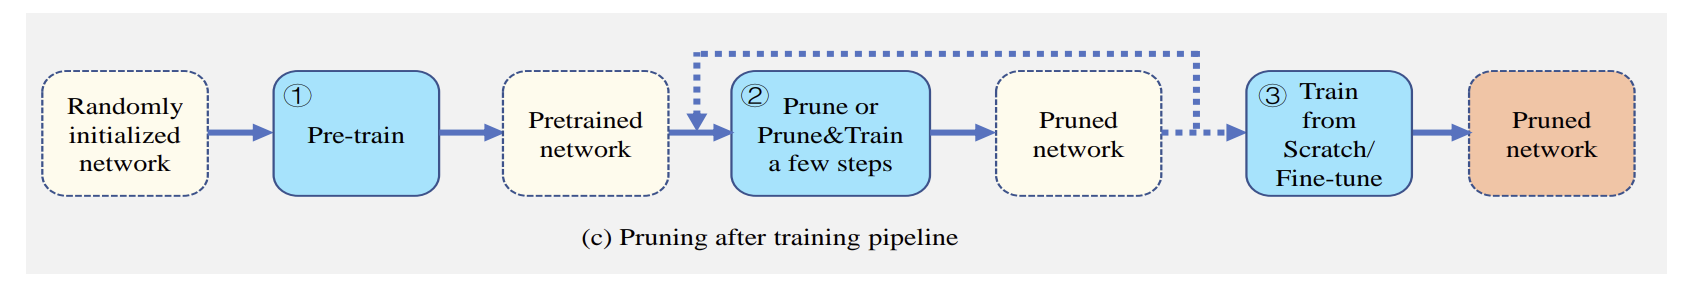 Randomly
initialized
network
①
Pre-train
Pretrained
network
②
Prune or
Prune&Train
a few steps
Pruned
network
③
Train
from
Scratch/
Fine-tune
Pruned
network
(c) Pruning after training pipeline